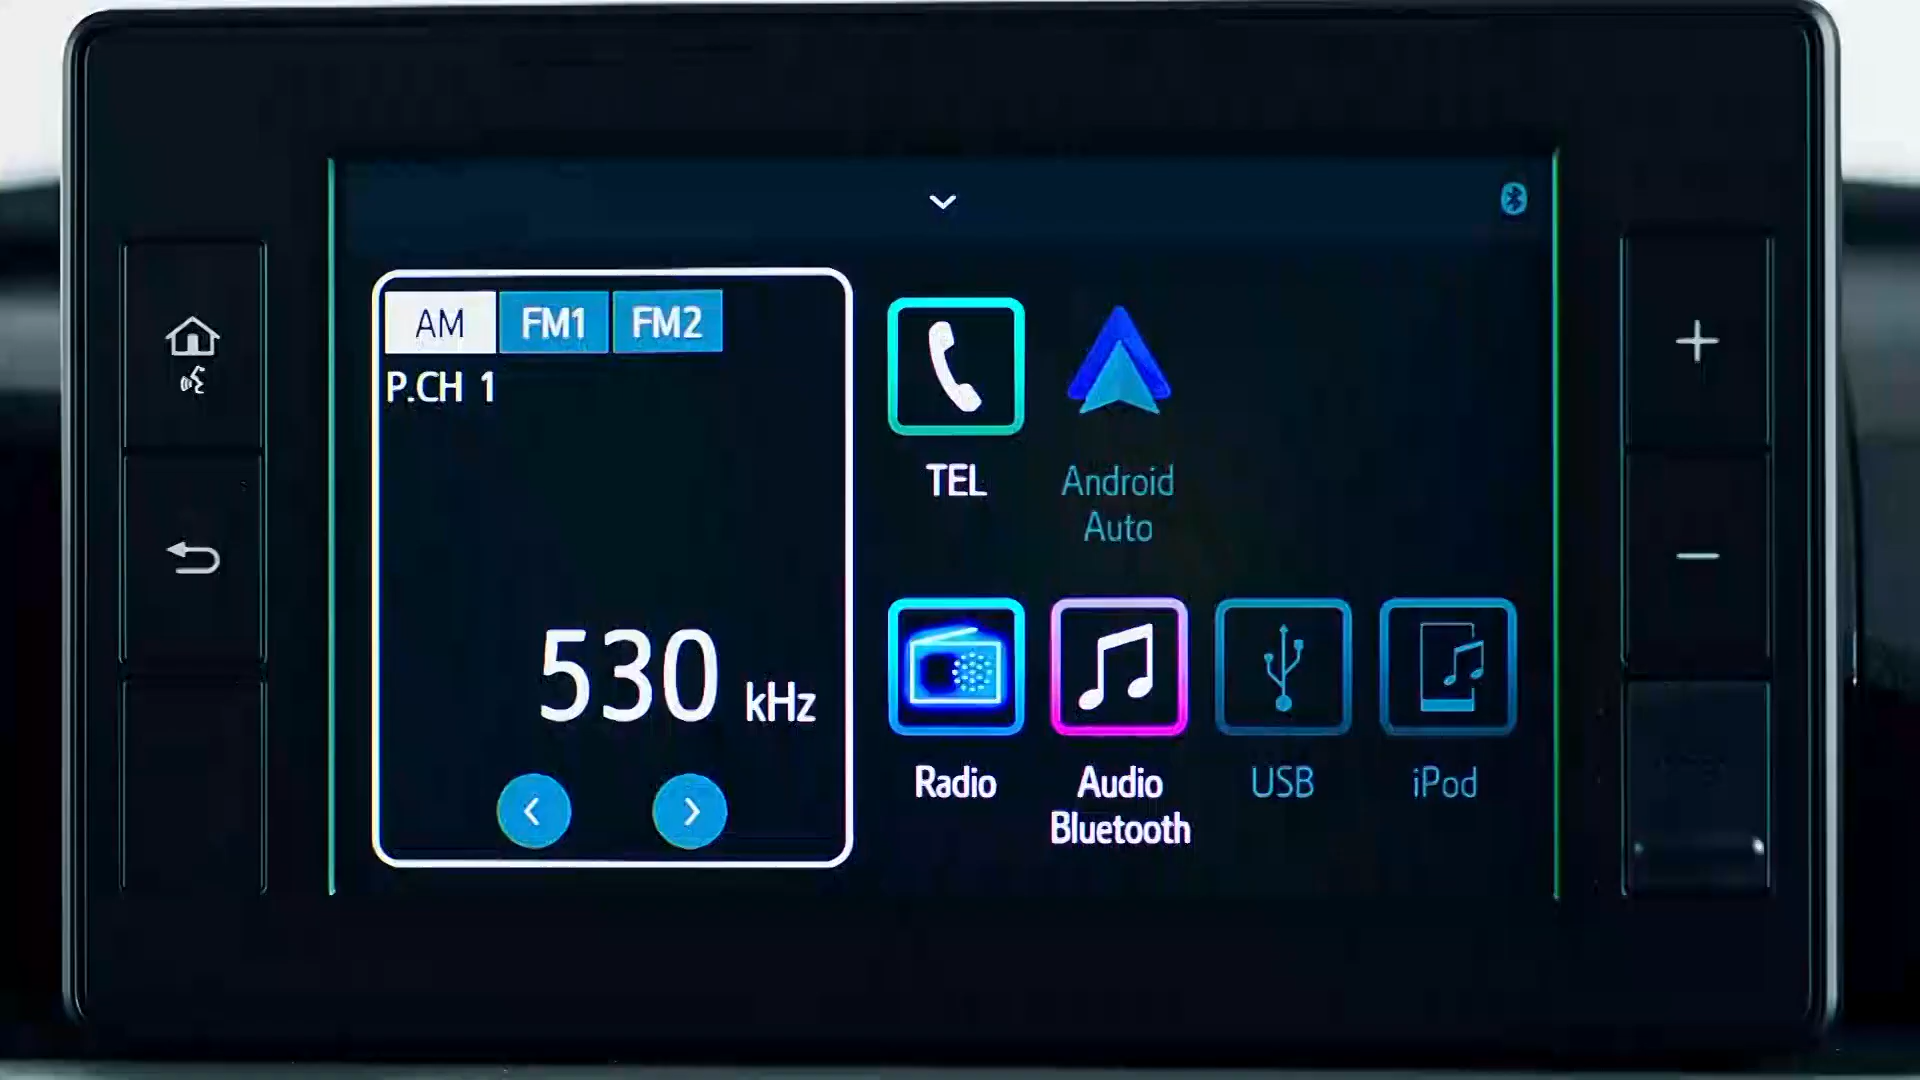 AM FM1 FM2
P.CH 1
530 kHz
TEL
Android
Auto
Radio
Audio
Bluetooth
USB
iPod